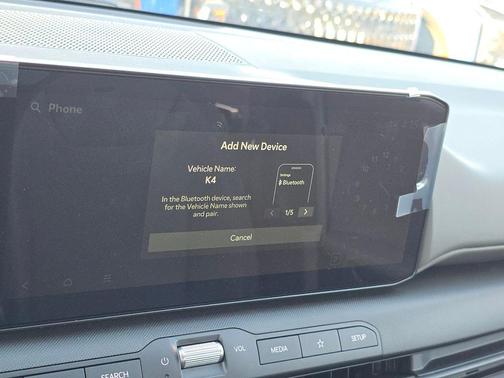 Phone
Add New Device
Vehicle Name:
K4
In the Bluetooth device, search
for the Vehicle Name shown
and pair.
Settings
Bluetooth
< 1/5 >
Cancel
SEARCH
VOL
MEDIA
☆
SETUP